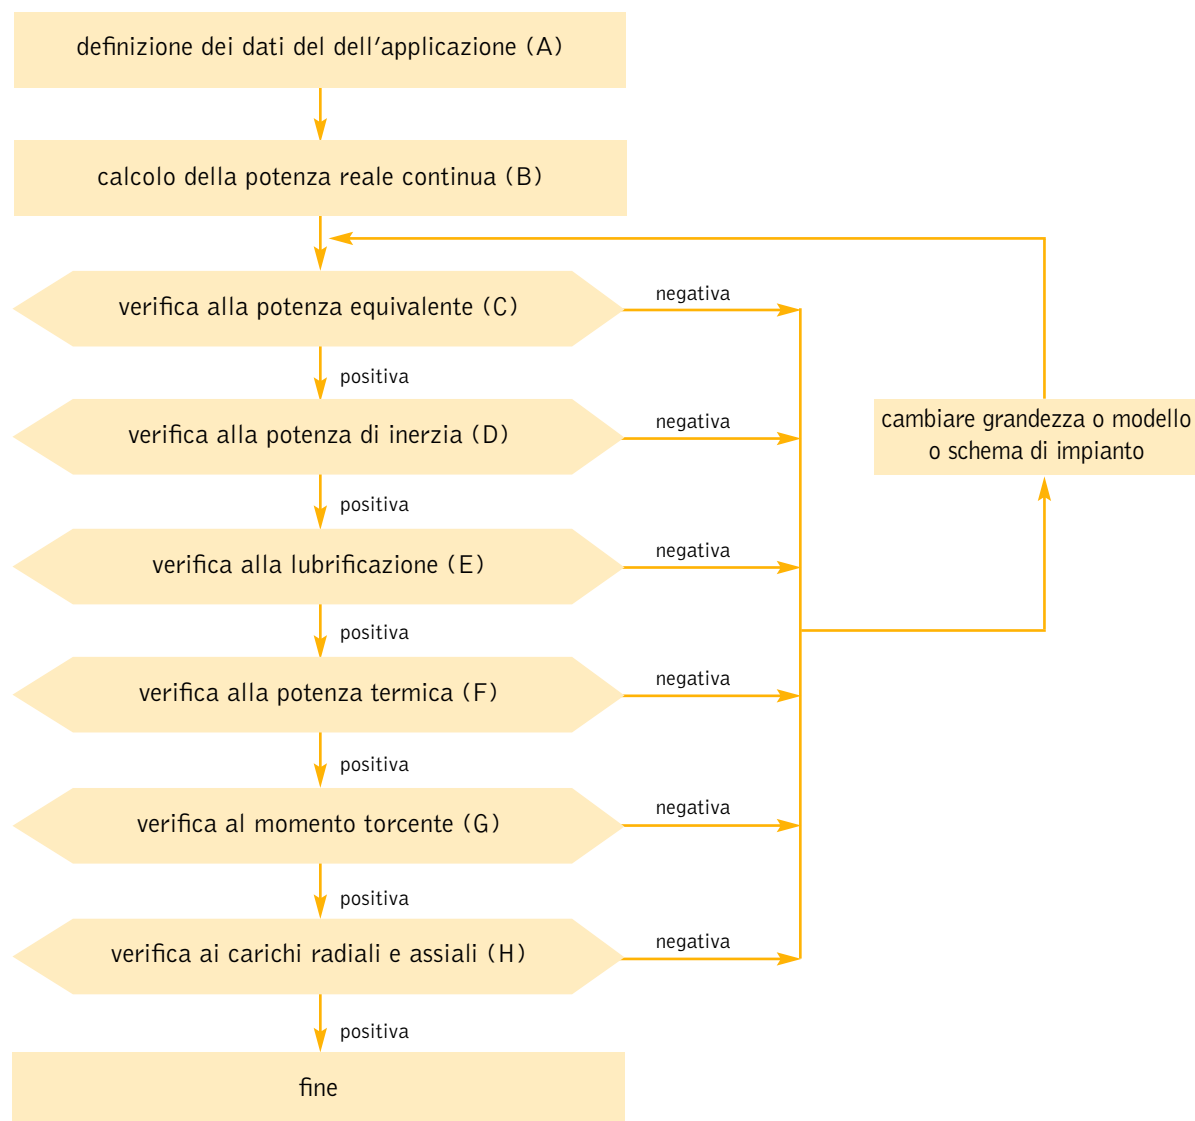 definizione dei dati del dell'applicazione (A)
calcolo della potenza reale continua (B)
verifica alla potenza equivalente (C)
negativa
positiva
cambiare grandezza o modello
o schema di impianto
verifica alla potenza di inerzia (D)
negativa
positiva
verifica alla lubrificazione (E)
negativa
positiva
verifica alla potenza termica (F)
negativa
positiva
verifica al momento torcente (G)
negativa
positiva
verifica ai carichi radiali e assiali (H)
negativa
positiva
fine